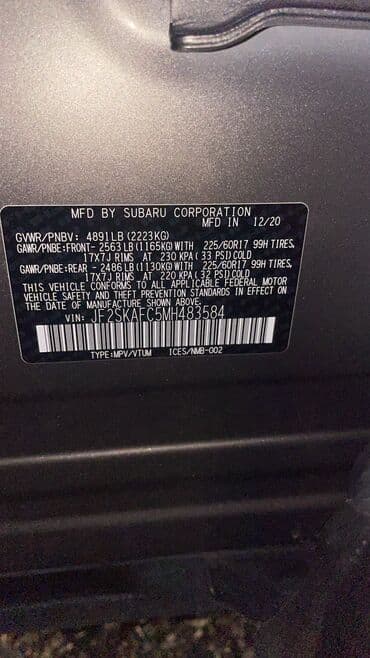 MFD BY SUBARU CORPORATION
MFD IN 12/20
GVWR/PNBV: 4891LB (2223KG)
GAWR/PNBE:FRONT- 2563LB (1165KG) WITH 225/60R17 99H TIRES,
17X7J RIMS AT 230 KPA ( 33 PSI) COLD
GAWR/PNBE:REAR - 2486LB (1130KG) WITH 225/60R17 99H TIRES,
17X7J RIMS AT 220 KPA ( 32 PSI) COLD
THIS VEHICLE CONFORMS TO ALL APPLICABLE FEDERAL MOTOR
VEHICLE SAFETY AND THEFT PREVENTION STANDARDS IN EFFECT ON
THE DATE OF MANUFACTURE SHOWN ABOVE.
VIN: JF2SKAFC5MH483584
TYPE:MPV/VTUM ICES/NMB-002